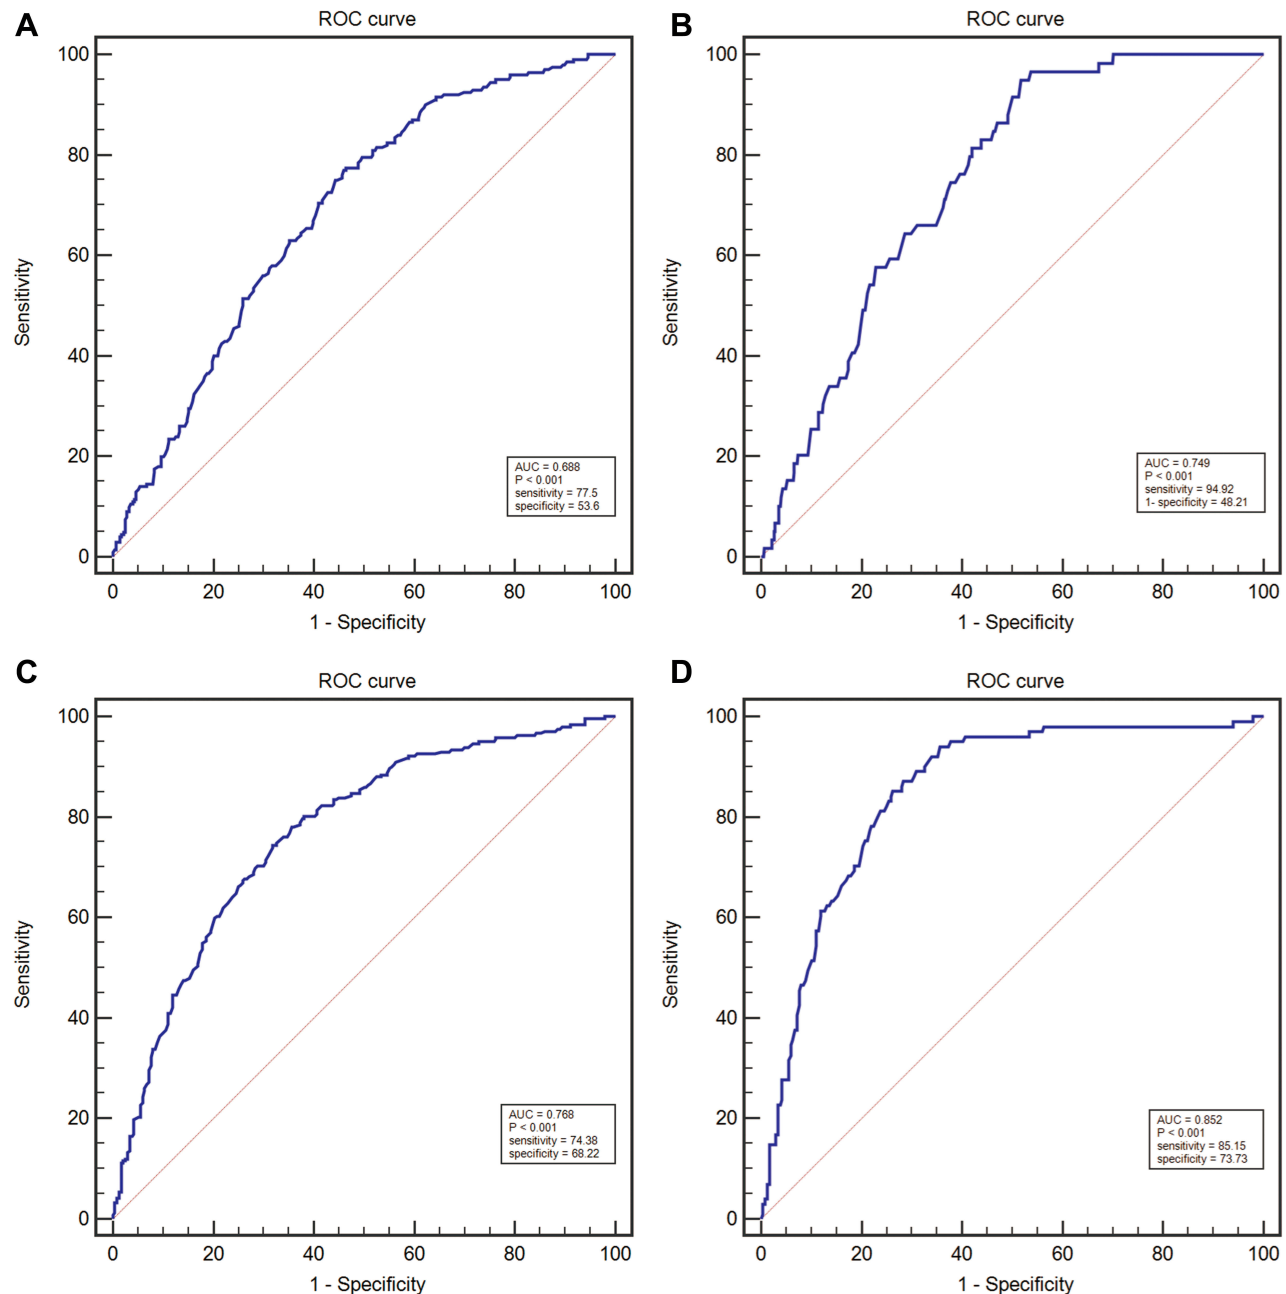 A
ROC curve
100
80
60
40
20
0
Sensitivity
AUC = 0.688
P < 0.001
sensitivity = 77.5
specificity = 53.6
0 20 40 60 80 100
1 - Specificity
B
ROC curve
100
80
60
40
20
0
Sensitivity
AUC = 0.749
P < 0.001
sensitivity = 94.92
1- specificity = 48.21
0 20 40 60 80 100
1 - Specificity
C
ROC curve
100
80
60
40
20
0
Sensitivity
AUC = 0.768
P < 0.001
sensitivity = 74.38
specificity = 68.22
0 20 40 60 80 100
1 - Specificity
D
ROC curve
100
80
60
40
20
0
Sensitivity
AUC = 0.852
P < 0.001
sensitivity = 85.15
specificity = 73.73
0 20 40 60 80 100
1 - Specificity